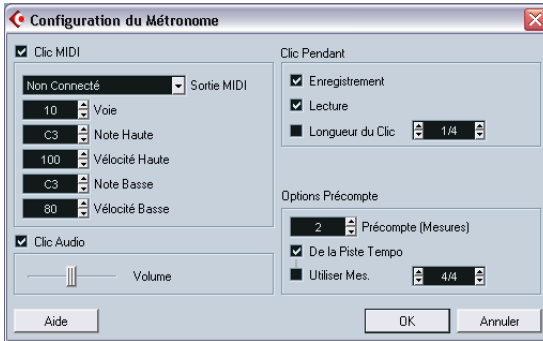 Configuration du Métronome
Clic MIDI
Non Connecté Sortie MIDI
10 Voie
C3 Note Haute
100 Vélocité Haute
C3 Note Basse
80 Vélocité Basse
Clic Audio
Volume
Clic Pendant
Enregistrement
Lecture
Longueur du Clic 1/4
Options Précompte
2 Précompte (Mesures)
De la Piste Tempo
Utiliser Mes. 4/4
Aide
OK
Annuler